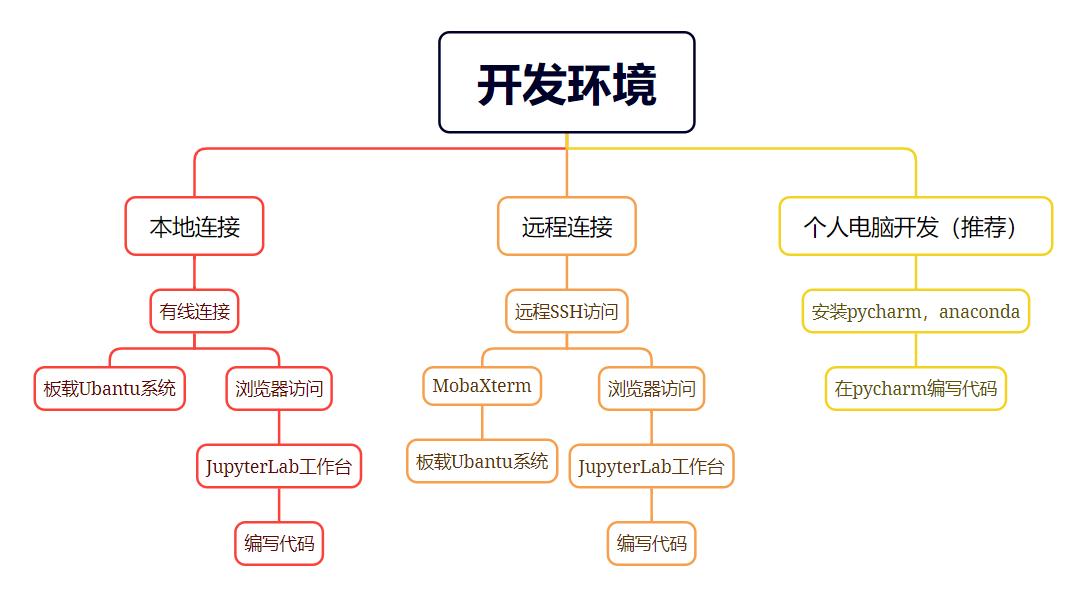 开发环境
本地连接
远程连接
个人电脑开发（推荐）
有线连接
远程SSH访问
安装pycharm，anaconda
板载Ubantu系统
浏览器访问
MobaXterm
浏览器访问
在pycharm编写代码
JupyterLab工作台
板载Ubantu系统
JupyterLab工作台
编写代码
编写代码